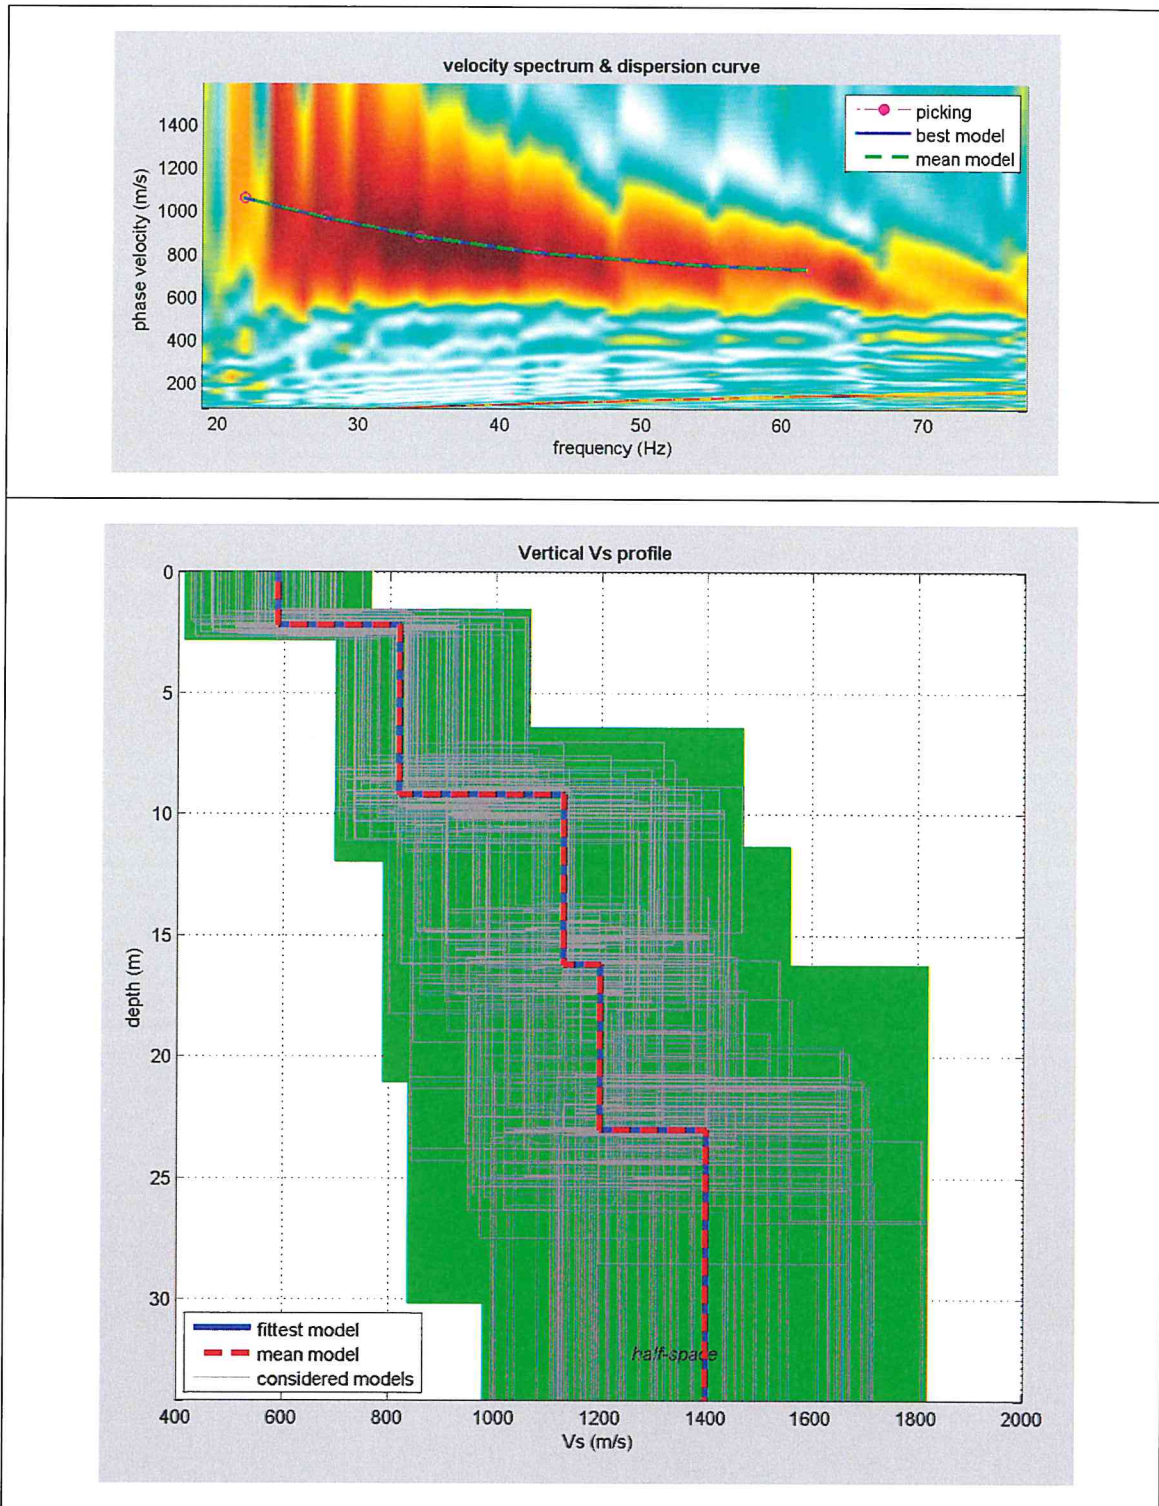 velocity spectrum & dispersion curve
picking
best model
mean model
phase velocity (m/s)
1400
1200
1000
800
600
400
200
20 30 40 50 60 70
frequency (Hz)
Vertical Vs profile
depth (m)
0
5
10
15
20
25
30
fittest model
mean model
considered models
half-space
400 600 800 1000 1200 1400 1600 1800 2000
Vs (m/s)